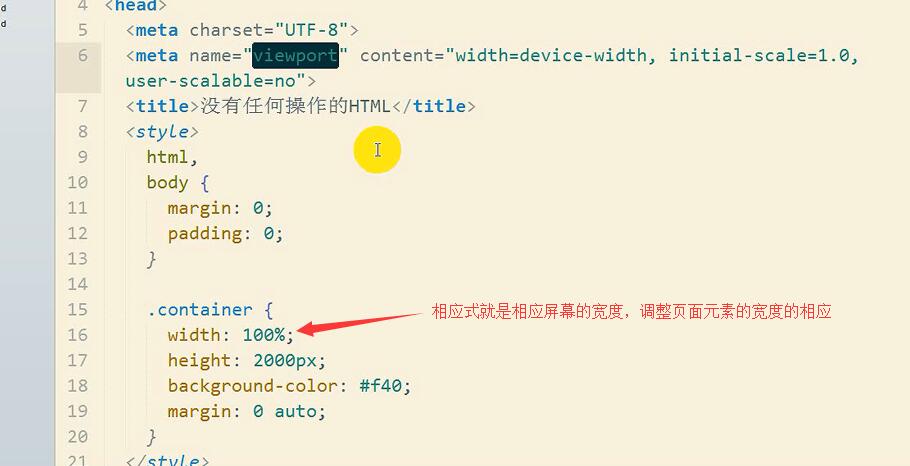 d
d
4 <head>
5 <meta charset="UTF-8">
6 <meta name="viewport" content="width=device-width, initial-scale=1.0,
user-scalable=no">
7 <title>没有任何操作的HTML</title>
8 <style>
9 html,
10 body {
11 margin: 0;
12 padding: 0;
13 }
14
15 .container {
相应式就是相应屏幕的宽度，调整页面元素的宽度的相应
16 width: 100%;
17 height: 2000px;
18 background-color: #f40;
19 margin: 0 auto;
20 }
21 </style>